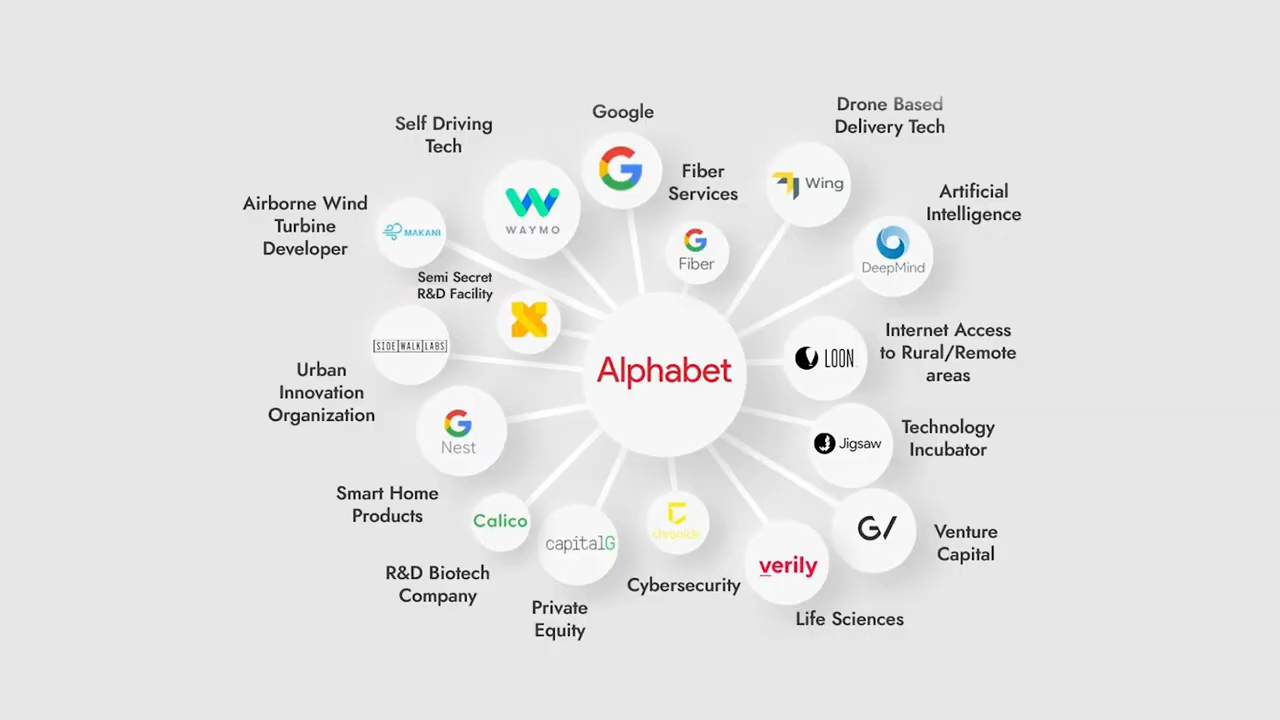 Google
Drone Based
Delivery Tech
Self Driving
Tech
Fiber
Services
Wing
Artificial
Intelligence
Airborne Wind
Turbine
Developer
MAKANI
WAYMO
Fiber
DeepMind
Semi Secret
R&D Facility
SIDE WALK LABS
Internet Access
to Rural/Remote
areas
LOON
Alphabet
Urban
Innovation
Organization
Nest
Jigsaw
Technology
Incubator
Smart Home
Products
Calico
capitalG
chronicle
G/
Venture
Capital
verily
R&D Biotech
Company
Cybersecurity
Private
Equity
Life Sciences